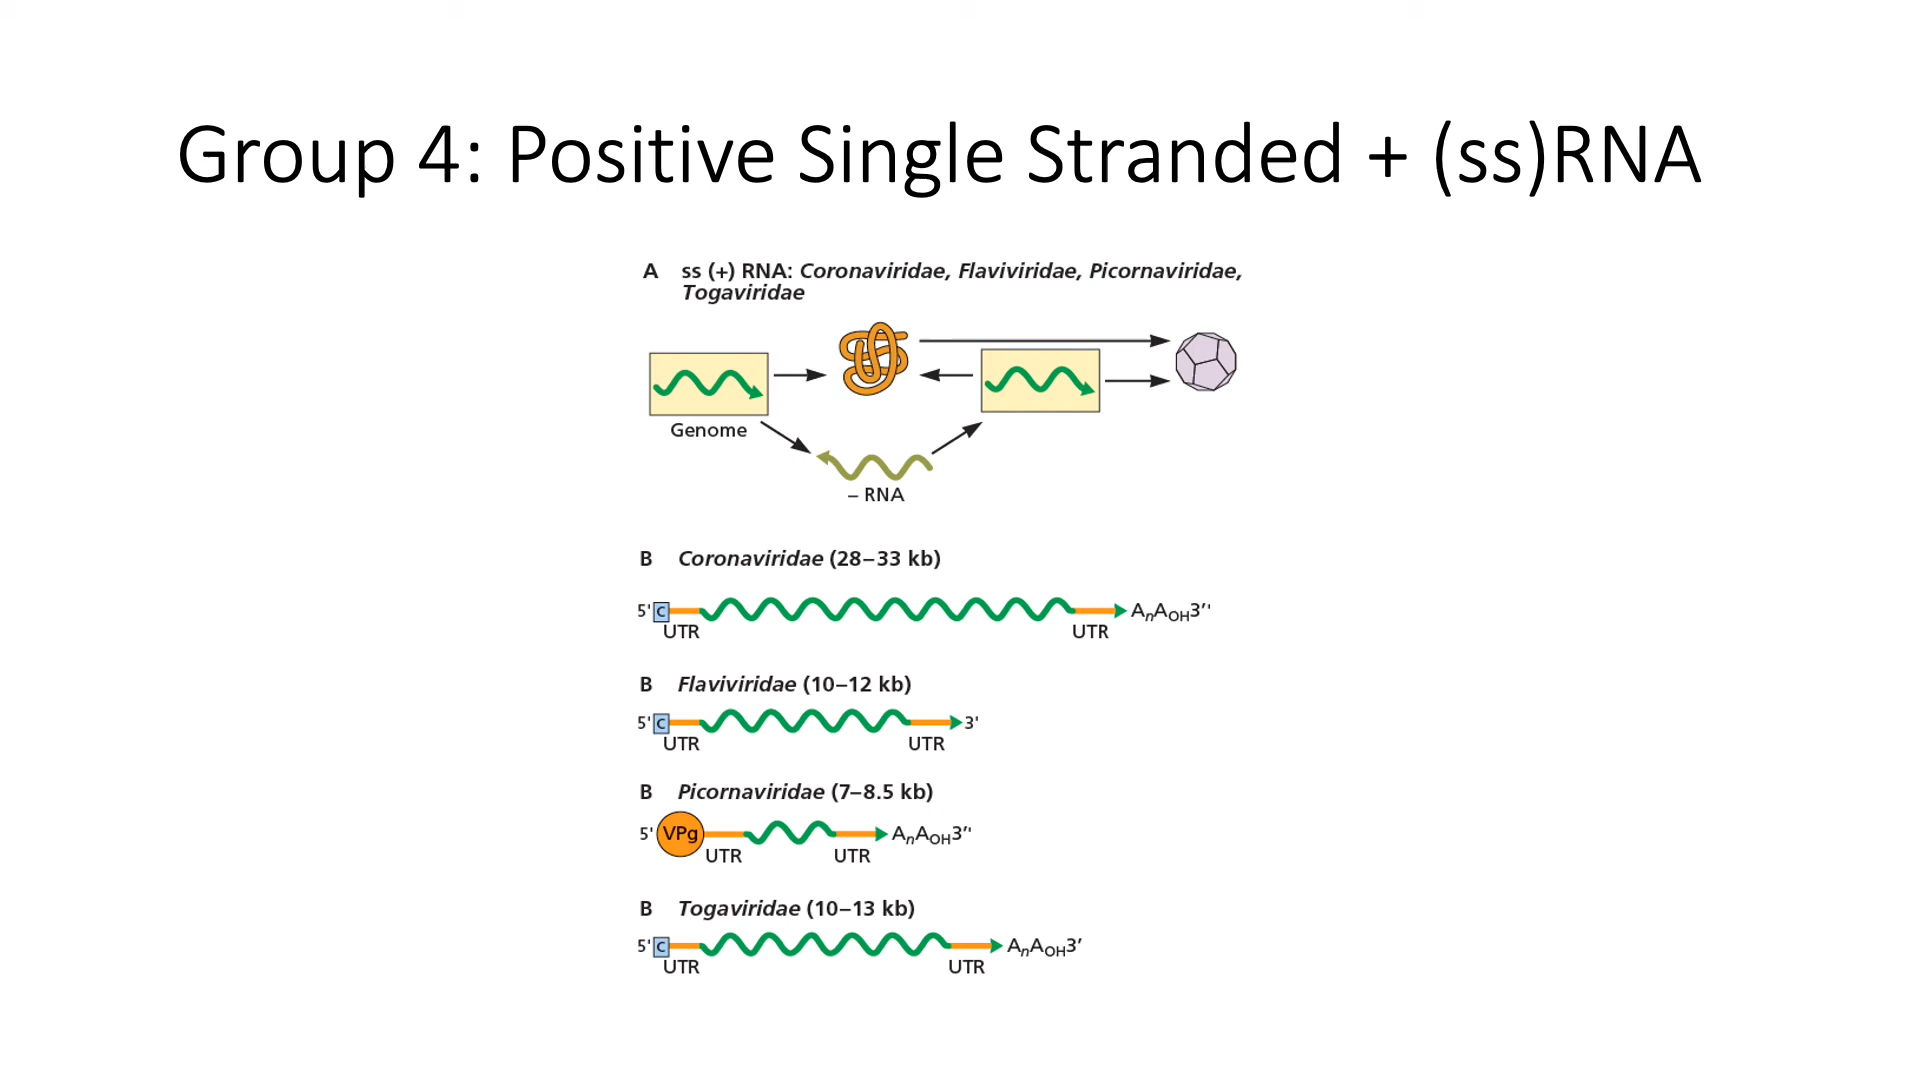 Group 4: Positive Single Stranded + (ss)RNA
A ss (+) RNA: Coronaviridae, Flaviviridae, Picornaviridae,
Togaviridae
Genome
– RNA
B Coronaviridae (28–33 kb)
5' C AnAOH3′'
UTR UTR
B Flaviviridae (10–12 kb)
5' C 3'
UTR UTR
B Picornaviridae (7–8.5 kb)
5' VPg AnAOH3′'
UTR UTR
B Togaviridae (10–13 kb)
5' C AnAOH3′
UTR UTR